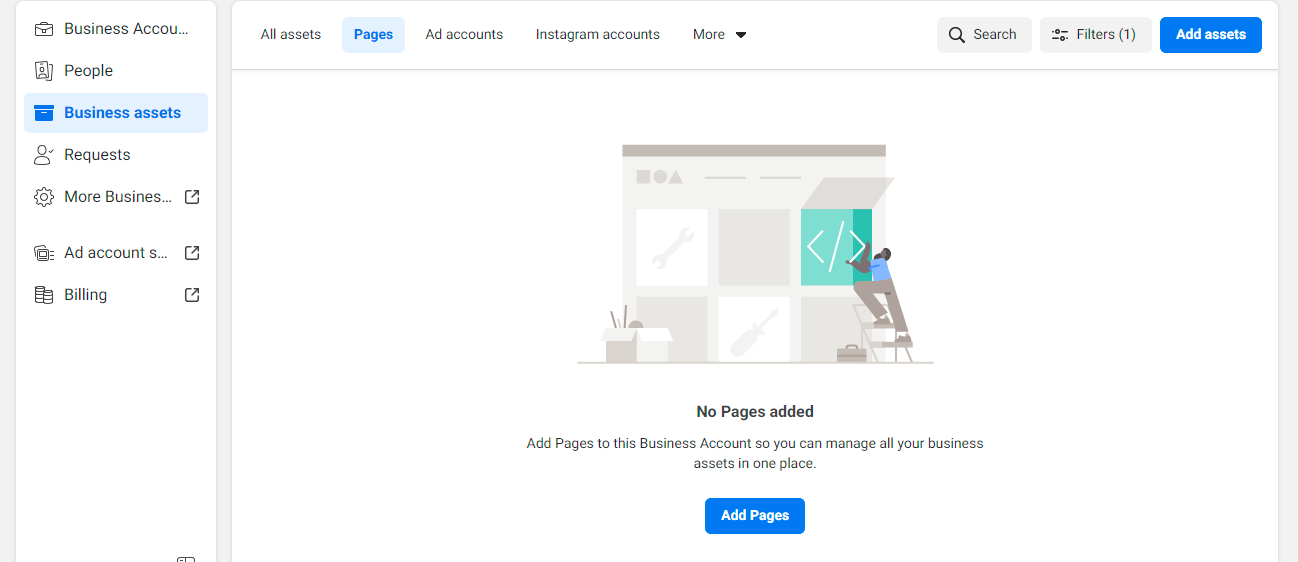 Business Accou...
People
Business assets
Requests
More Busines...
Ad account s...
Billing
All assets
Pages
Ad accounts
Instagram accounts
More
Search
Filters (1)
Add assets
No Pages added
Add Pages to this Business Account so you can manage all your business
assets in one place.
Add Pages